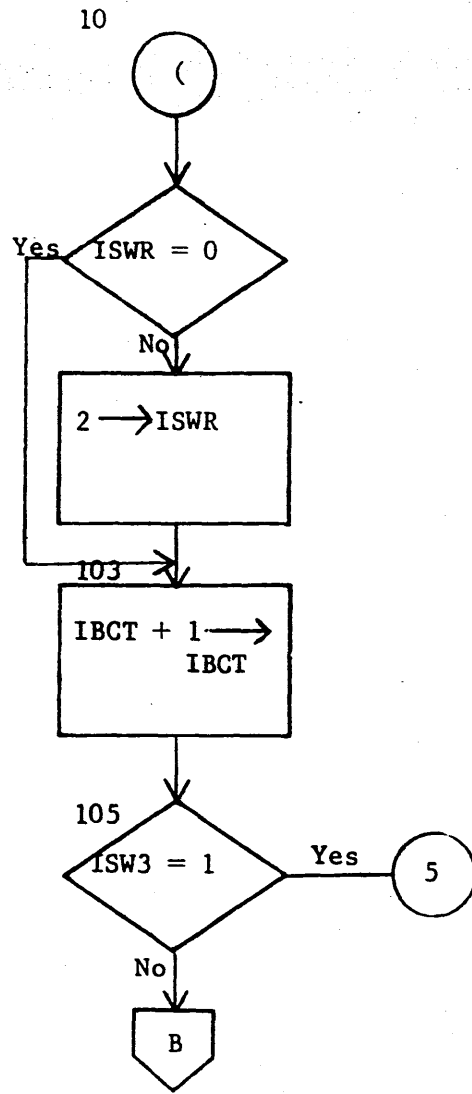 10
(
Yes
ISWR = 0
No
2 → ISWR
103
IBCT + 1 →
IBCT
105
ISW3 = 1
Yes
5
No
B